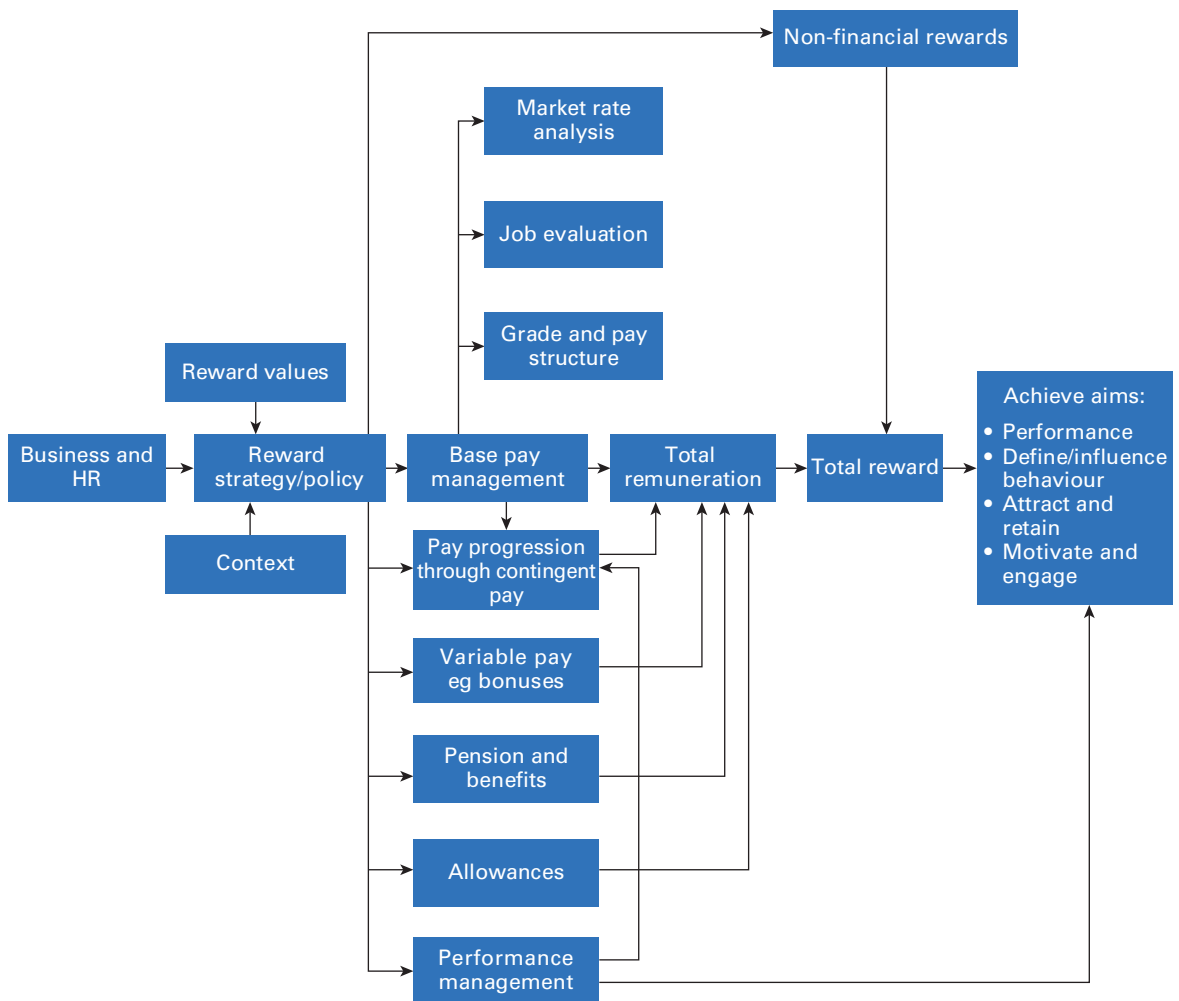 Non-financial rewards
Market rate
analysis
Job evaluation
Grade and pay
structure
Reward values
Business and
HR
Reward
strategy/policy
Context
Base pay
management
Total
remuneration
Total reward
Achieve aims:
• Performance
• Define/influence
behaviour
• Attract and
retain
• Motivate and
engage
Pay progression
through contingent
pay
Variable pay
eg bonuses
Pension and
benefits
Allowances
Performance
management